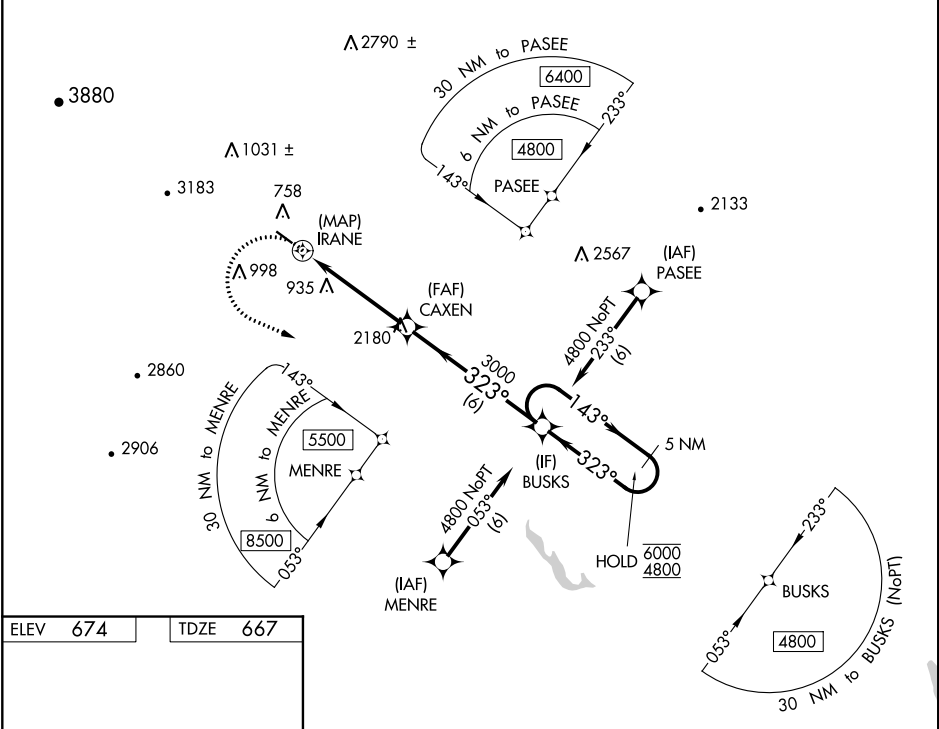 2790 ±
30 NM to PASEE
6400
3880
6 NM to PASEE
233°
4800
1031 ±
143°
PASEE
3183
758
2133
(MAP)
IRANE
2567
(IAF)
PASEE
998
935
(FAF)
CAXEN
4800 NoPT
233°
(6)
2180
3000
323°
(6)
2860
143°
143°
30 NM to MENRE
6 NM to MENRE
5500
5 NM
2906
(IF)
BUSKS
323°
MENRE
4800 NoPT
053°
(6)
233°
8500
HOLD 6000
4800
053°
(IAF)
MENRE
BUSKS
ELEV 674
TDZE 667
4800
053°
30 NM to BUSKS (NoPT)